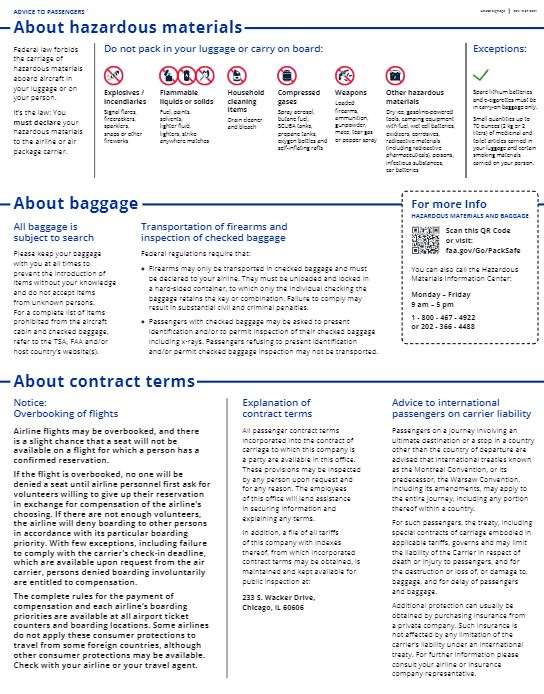 ADVICE TO PASSENGERS
About hazardous materials
Federal law forbids
the carriage of
hazardous materials
aboard aircraft in
your luggage or on
your person.
It's the law: You
must declare your
hazardous materials
to the airline or air
package carrier.
Do not pack in your luggage or carry on board:
Explosives /
Incendiaries
Signal flares,
firecrackers,
sparklers,
snaps or other
fireworks
Flammable
liquids or solids
Fuel, paints,
solvents,
lighter fluid,
lighters, strike
anywhere matches
Household
cleaning
items
Drain cleaner
and bleach
Compressed
gases
Spray aerosol,
butane fuel,
SCUBA tanks,
propane tanks,
oxygen bottles and
self-inflating rafts
Weapons
Loaded
firearms,
ammunition,
gunpowder,
mace, tear gas
or pepper spray
Other hazardous
materials
Dry ice, gasoline-powered
tools, camping equipment
with fuel, wet cell batteries,
oxidizers, corrosives,
radioactive materials
(including radioactive
pharmaceuticals), poisons,
infectious substances,
car batteries
Exceptions:
Spare lithium batteries
and e-cigarettes must be
in carry-on baggage only.
Small quantities up to
70 ounces (2 kg or 2
liters) of medicinal and
toilet articles carried in
your luggage and certain
smoking materials
carried on your person.
About baggage
All baggage is
subject to search
Please keep your baggage
with you at all times to
prevent the introduction of
items without your knowledge
and do not accept items
from unknown persons.
For a complete list of items
prohibited from the aircraft
cabin and checked baggage,
refer to the TSA, FAA and/or
host country's website(s).
Transportation of firearms and
inspection of checked baggage
Federal regulations require that:
• Firearms may only be transported in checked baggage and must
be declared to your airline. They must be unloaded and locked in
a hard-sided container, to which only the individual checking the
baggage retains the key or combination. Failure to comply may
result in substantial civil and criminal penalties.
• Passengers with checked baggage may be asked to present
identification and/or to permit inspection of their checked baggage
including x-rays. Passengers refusing to present identification
and/or permit checked baggage inspection may not be transported.
For more Info
HAZARDOUS MATERIALS AND BAGGAGE
Scan this QR Code
or visit:
faa.gov/Go/PackSafe
You can also call the Hazardous
Materials Information Center:
Monday – Friday
9 am – 5 pm
1 - 800 - 467 - 4922
or 202 - 366 - 4488
About contract terms
Notice:
Overbooking of flights
Airline flights may be overbooked, and there
is a slight chance that a seat will not be
available on a flight for which a person has a
confirmed reservation.
If the flight is overbooked, no one will be
denied a seat until airline personnel first ask for
volunteers willing to give up their reservation
in exchange for compensation of the airline's
choosing. If there are not enough volunteers,
the airline will deny boarding to other persons
in accordance with its particular boarding
priority. With few exceptions, including failure
to comply with the carrier's check-in deadline,
which are available upon request from the air
carrier, persons denied boarding involuntarily
are entitled to compensation.
The complete rules for the payment of
compensation and each airline's boarding
priorities are available at all airport ticket
counters and boarding locations. Some airlines
do not apply these consumer protections to
travel from some foreign countries, although
other consumer protections may be available.
Check with your airline or your travel agent.
Explanation of
contract terms
All passenger contract terms
incorporated into the contract of
carriage to which this company is
a party are available in this office.
These provisions may be inspected
by any person upon request and
for any reason. The employees
of this office will lend assistance
in securing information and
explaining any terms.
In addition, a file of all tariffs
of this company with indexes
thereof, from which incorporated
contract terms may be obtained, is
maintained and kept available for
public inspection at:
233 S. Wacker Drive,
Chicago, IL 60606
Advice to international
passengers on carrier liability
Passengers on a journey involving an
ultimate destination or a stop in a country
other than the country of departure are
advised that international treaties known
as the Montreal Convention, or its
predecessor, the Warsaw Convention,
including its amendments, may apply to
the entire journey, including any portion
thereof within a country.
For such passengers, the treaty, including
special contracts of carriage embodied in
applicable tariffs, governs and may limit
the liability of the Carrier in respect of
death or injury to passengers, and for
the destruction or loss of, or damage to,
baggage, and for delay of passengers
and baggage.
Additional protection can usually be
obtained by purchasing insurance from
a private company. Such insurance is
not affected by any limitation of the
carrier's liability under an international
treaty. For further information please
consult your airline or insurance
company representative.